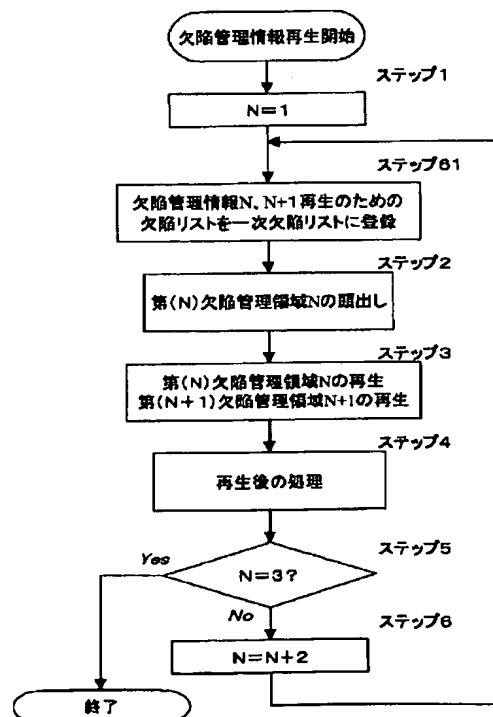 欠陥管理情報再生開始
ステップ1
N=1
ステップ61
欠陥管理情報N、N+1再生のための
欠陥リストを一次欠陥リストに登録
ステップ2
第(N)欠陥管理領域Nの頭出し
ステップ3
第(N)欠陥管理領域Nの再生
第(N+1)欠陥管理領域N+1の再生
ステップ4
再生後の処理
ステップ5
Yes
N=3?
No
ステップ6
N=N+2
終了